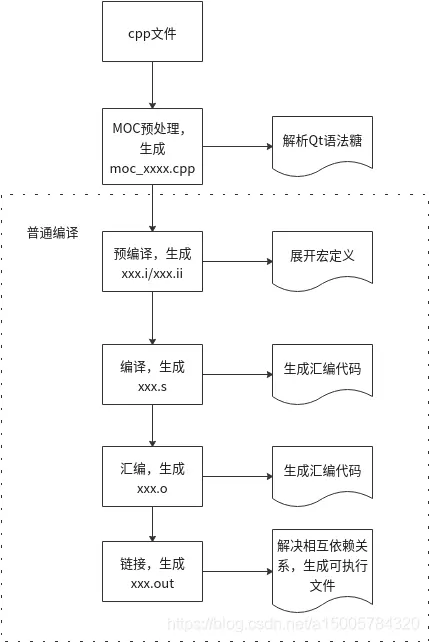 cpp文件
MOC预处理，
生成
moc_xxxx.cpp
解析Qt语法糖
普通编译
预编译，生成
xxx.i/xxx.ii
展开宏定义
编译，生成
xxx.s
生成汇编代码
汇编，生成
xxx.o
生成汇编代码
链接，生成
xxx.out
解决相互依赖关
系，生成可执行
文件
https://blog.csdn.net/a15005784320